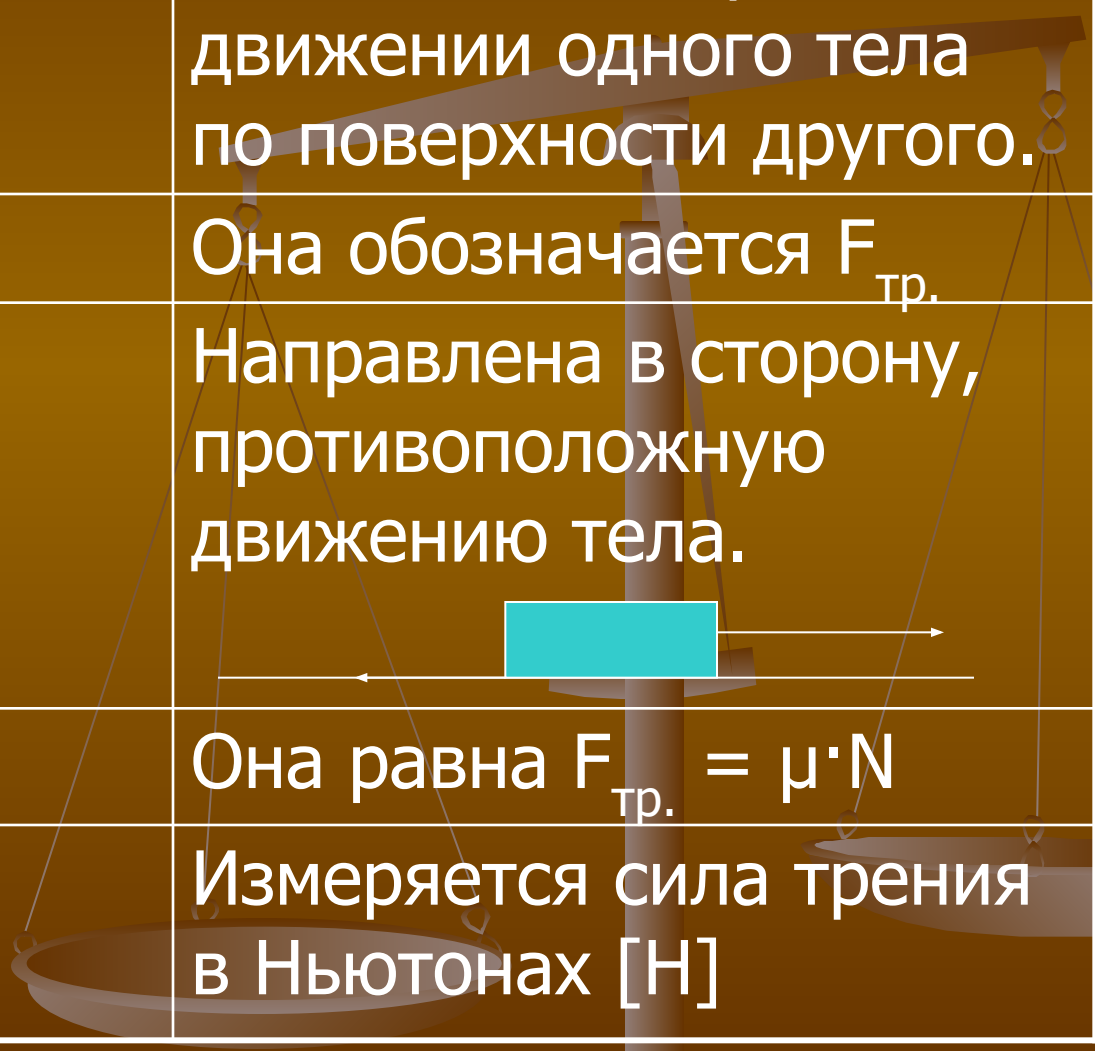 движении одного тела
по поверхности другого.
Она обозначается Fтр.
Направлена в сторону,
противоположную
движению тела.
Она равна Fтр. = µ·N
Измеряется сила трения
в Ньютонах [Н]